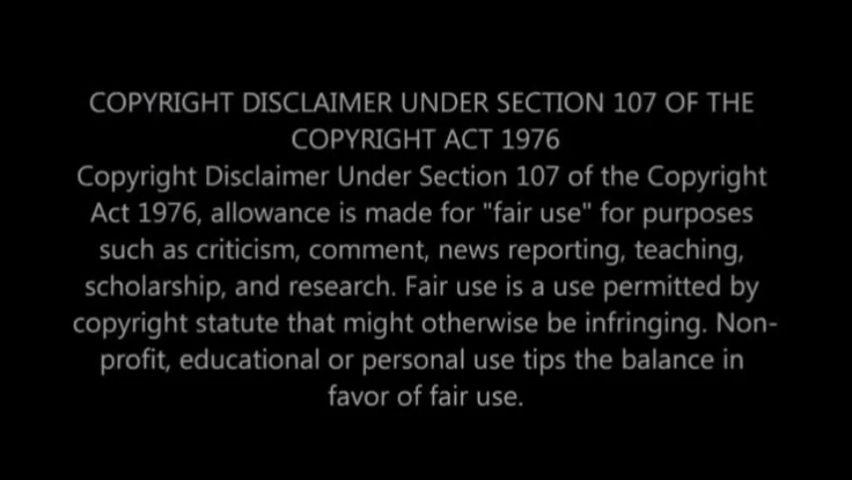 COPYRIGHT DISCLAIMER UNDER SECTION 107 OF THE
COPYRIGHT ACT 1976
Copyright Disclaimer Under Section 107 of the Copyright
Act 1976, allowance is made for "fair use" for purposes
such as criticism, comment, news reporting, teaching,
scholarship, and research. Fair use is a use permitted by
copyright statute that might otherwise be infringing. Non-
profit, educational or personal use tips the balance in
favor of fair use.